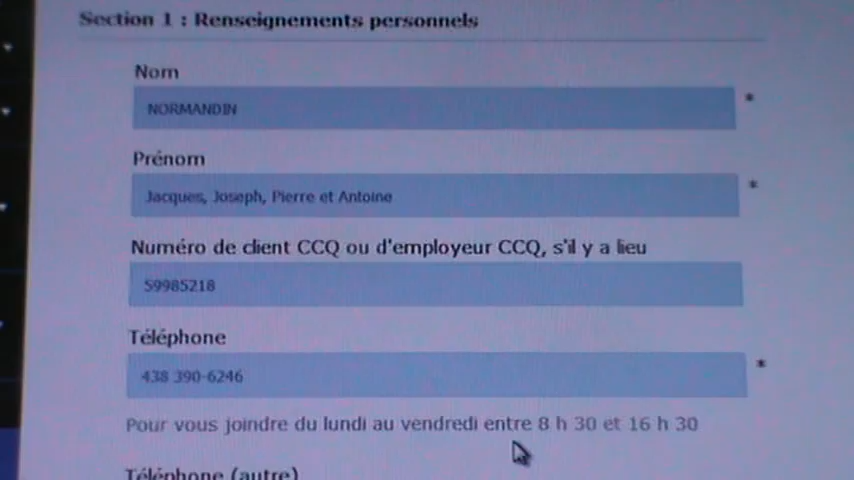 Section 1 : Renseignements personnels
Nom
NORMANDIN
*
Prénom
Jacques, Joseph, Pierre et Antoine
*
Numéro de client CCQ ou d'employeur CCQ, s'il y a lieu
59985218
Téléphone
438 390-6246
*
Pour vous joindre du lundi au vendredi entre 8 h 30 et 16 h 30
Téléphone (autre)